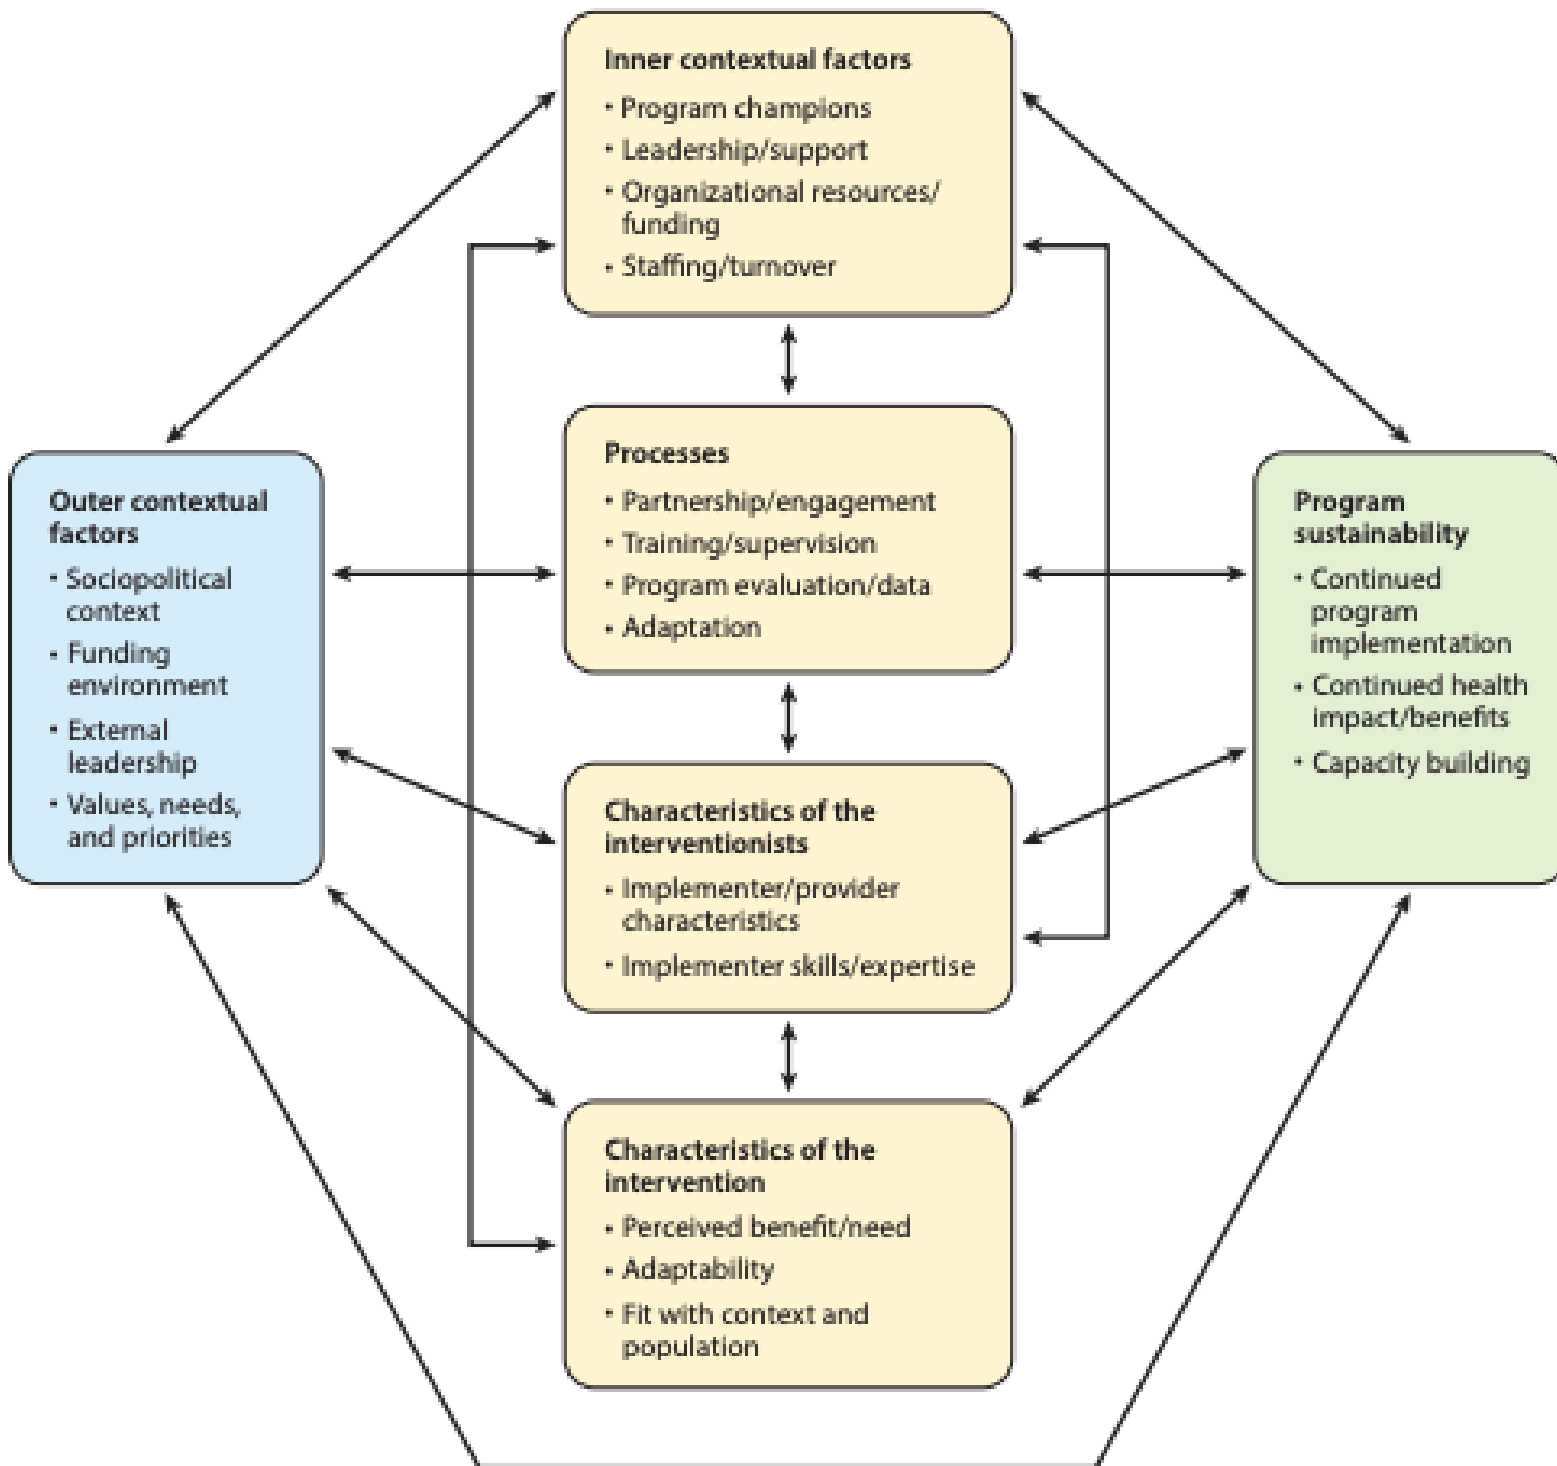 Inner contextual factors
• Program champions
• Leadership/support
• Organizational resources/
funding
• Staffing/turnover
Processes
• Partnership/engagement
• Training/supervision
• Program evaluation/data
• Adaptation
Outer contextual
factors
• Sociopolitical
context
• Funding
environment
• External
leadership
• Values, needs,
and priorities
Program
sustainability
• Continued
program
implementation
• Continued health
impact/benefits
• Capacity building
Characteristics of the
interventionists
• Implementer/provider
characteristics
• Implementer skills/expertise
Characteristics of the
intervention
• Perceived benefit/need
• Adaptability
• Fit with context and
population